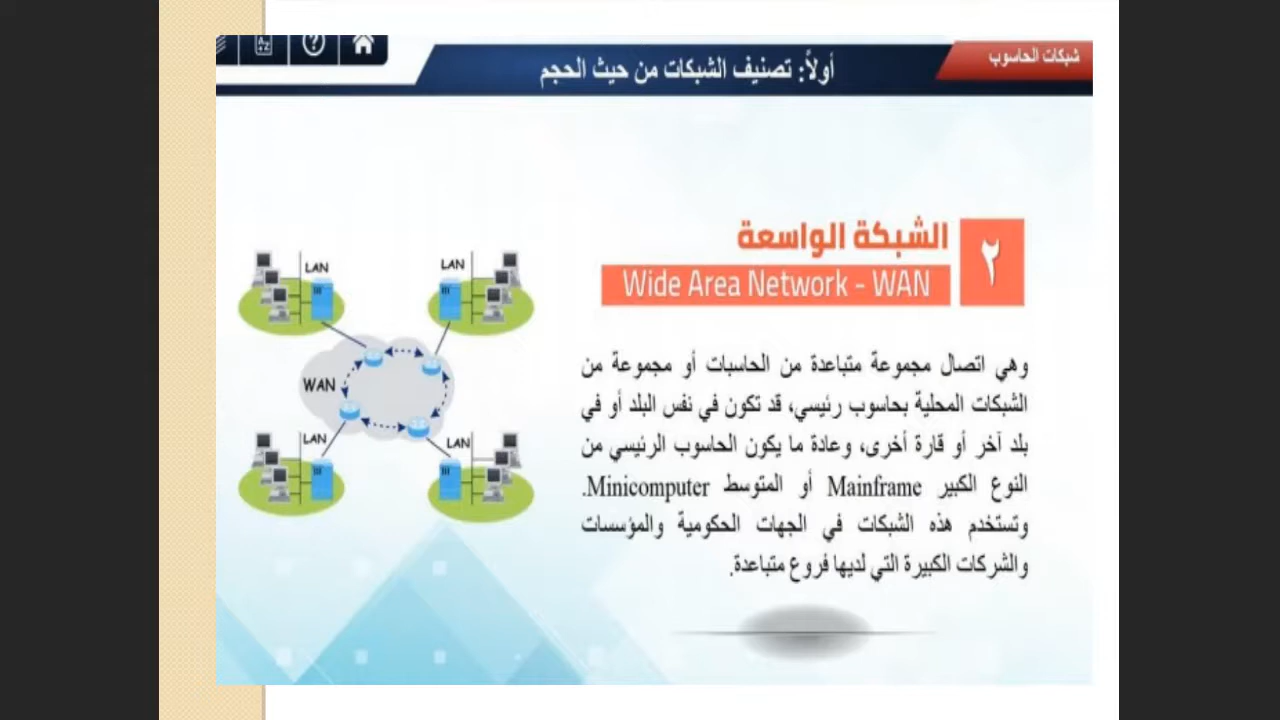 شبكات الحاسوب
أولاً: تصنيف الشبكات من حيث الحجم
٢
الشبكة الواسعة
Wide Area Network - WAN
وهي اتصال مجموعة متباعدة من الحاسبات أو مجموعة من
الشبكات المحلية بحاسوب رئيسي، قد تكون في نفس البلد أو في
بلد آخر أو قارة أخرى، وعادة ما يكون الحاسوب الرئيسي من
النوع الكبير Mainframe أو المتوسط Minicomputer.
وتستخدم هذه الشبكات في الجهات الحكومية والمؤسسات
والشركات الكبيرة التي لديها فروع متباعدة.
LAN
LAN
WAN
LAN
LAN